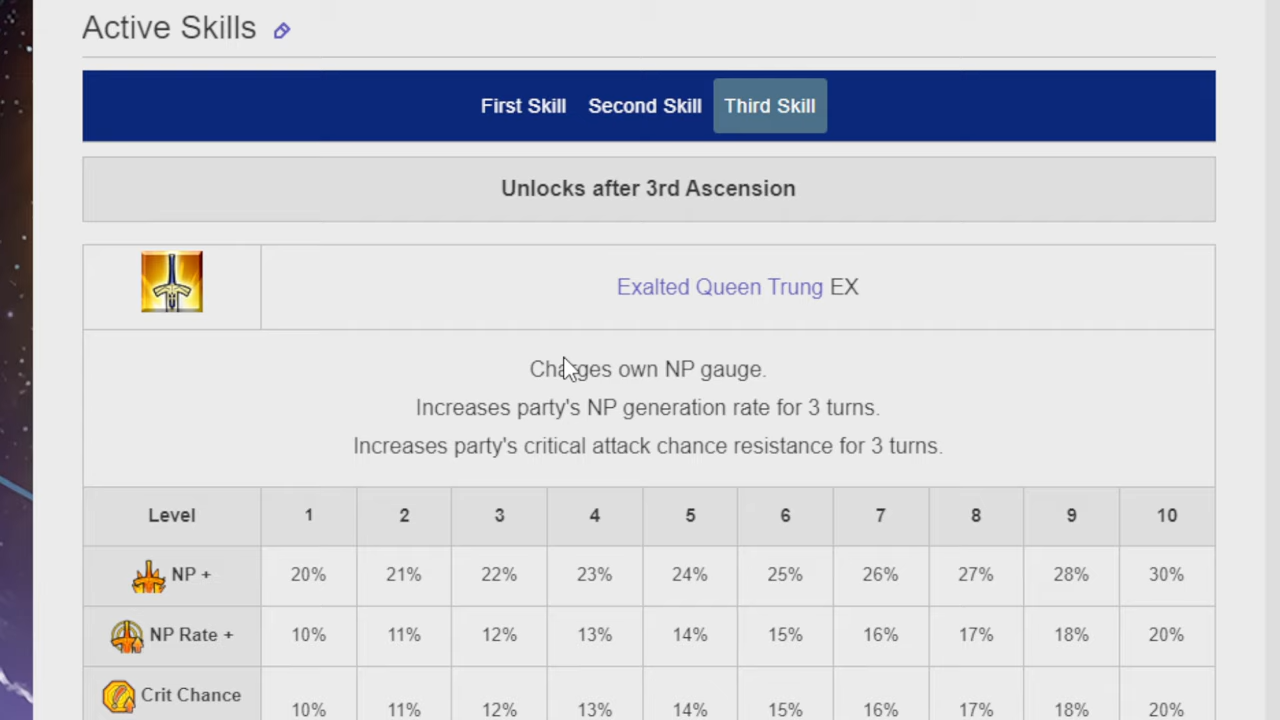 Active Skills
First Skill Second Skill Third Skill
Unlocks after 3rd Ascension
Exalted Queen Trung EX
Charges own NP gauge.
Increases party's NP generation rate for 3 turns.
Increases party's critical attack chance resistance for 3 turns.
Level 1 2 3 4 5 6 7 8 9 10
NP + 20% 21% 22% 23% 24% 25% 26% 27% 28% 30%
NP Rate + 10% 11% 12% 13% 14% 15% 16% 17% 18% 20%
Crit Chance
10% 11% 12% 13% 14% 15% 16% 17% 18% 20%